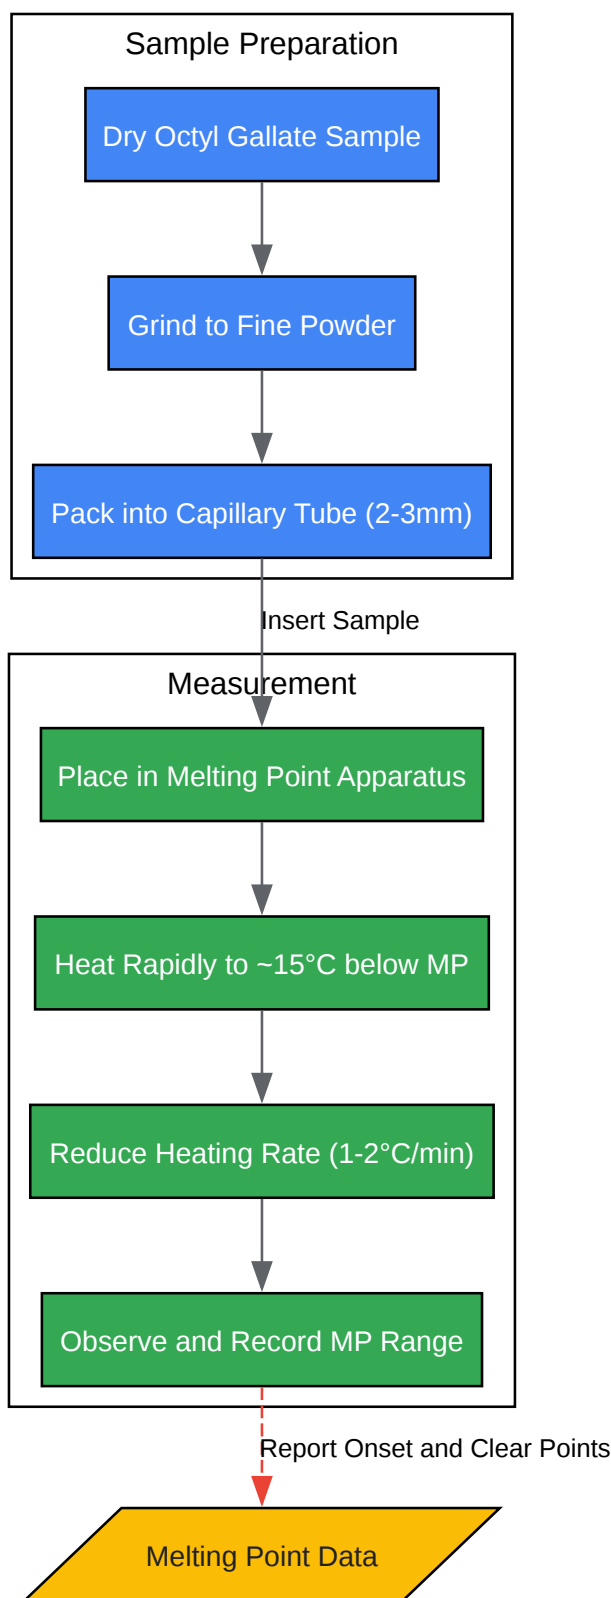 Sample Preparation
Dry Octyl Gallate Sample
Grind to Fine Powder
Pack into Capillary Tube (2-3mm)
Insert Sample
Measurement
Place in Melting Point Apparatus
Heat Rapidly to ~15°C below MP
Reduce Heating Rate (1-2°C/min)
Observe and Record MP Range
Report Onset and Clear Points
Melting Point Data